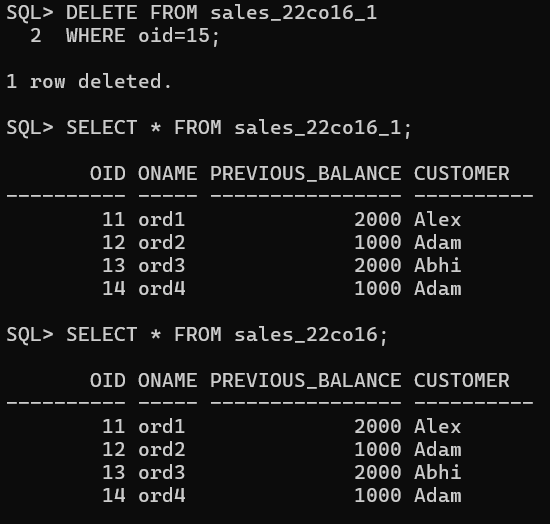 SQL> DELETE FROM sales_22co16_1
  2  WHERE oid=15;

1 row deleted.

SQL> SELECT * FROM sales_22co16_1;

       OID ONAME PREVIOUS_BALANCE CUSTOMER
---------- ----- ---------------- ----------
        11 ord1              2000 Alex
        12 ord2              1000 Adam
        13 ord3              2000 Abhi
        14 ord4              1000 Adam

SQL> SELECT * FROM sales_22co16;

       OID ONAME PREVIOUS_BALANCE CUSTOMER
---------- ----- ---------------- ----------
        11 ord1              2000 Alex
        12 ord2              1000 Adam
        13 ord3              2000 Abhi
        14 ord4              1000 Adam